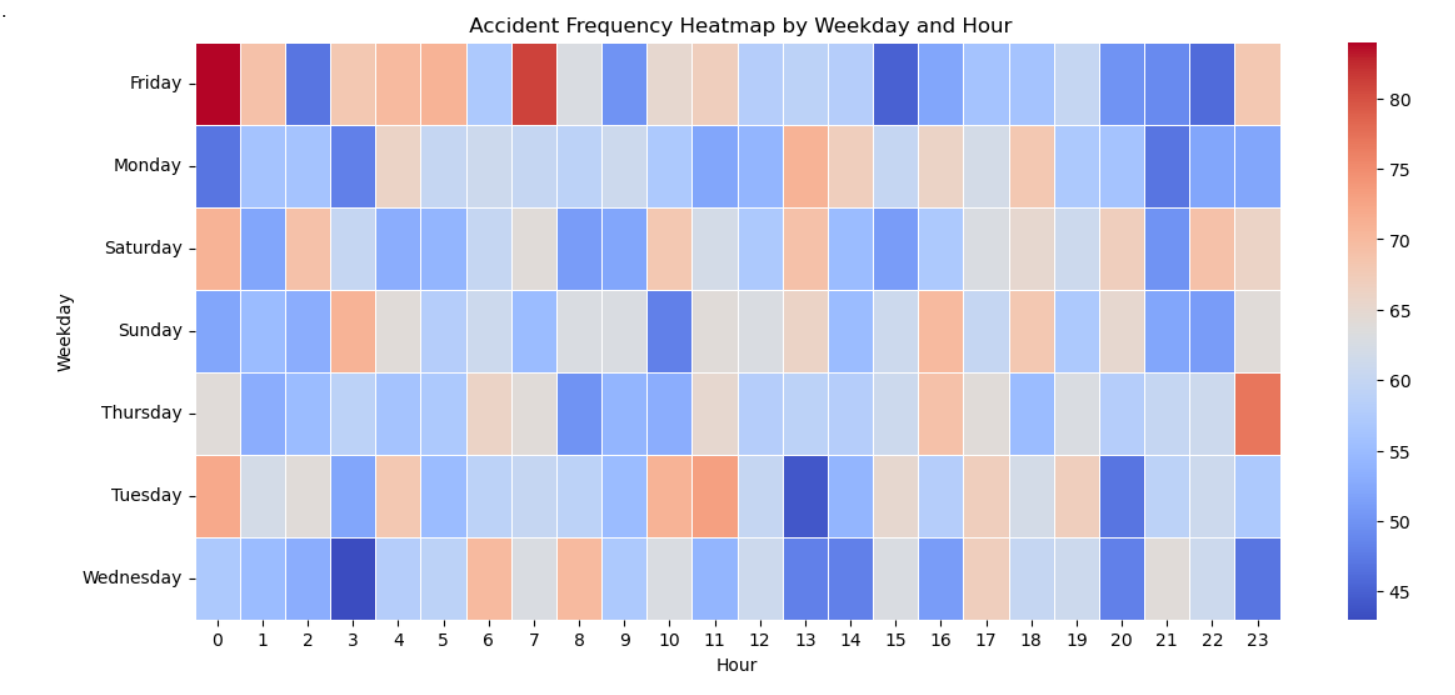 .
Accident Frequency Heatmap by Weekday and Hour
Weekday
Friday
Monday
Saturday
Sunday
Thursday
Tuesday
Wednesday
0 1 2 3 4 5 6 7 8 9 10 11 12 13 14 15 16 17 18 19 20 21 22 23
Hour
80
75
70
65
60
55
50
45